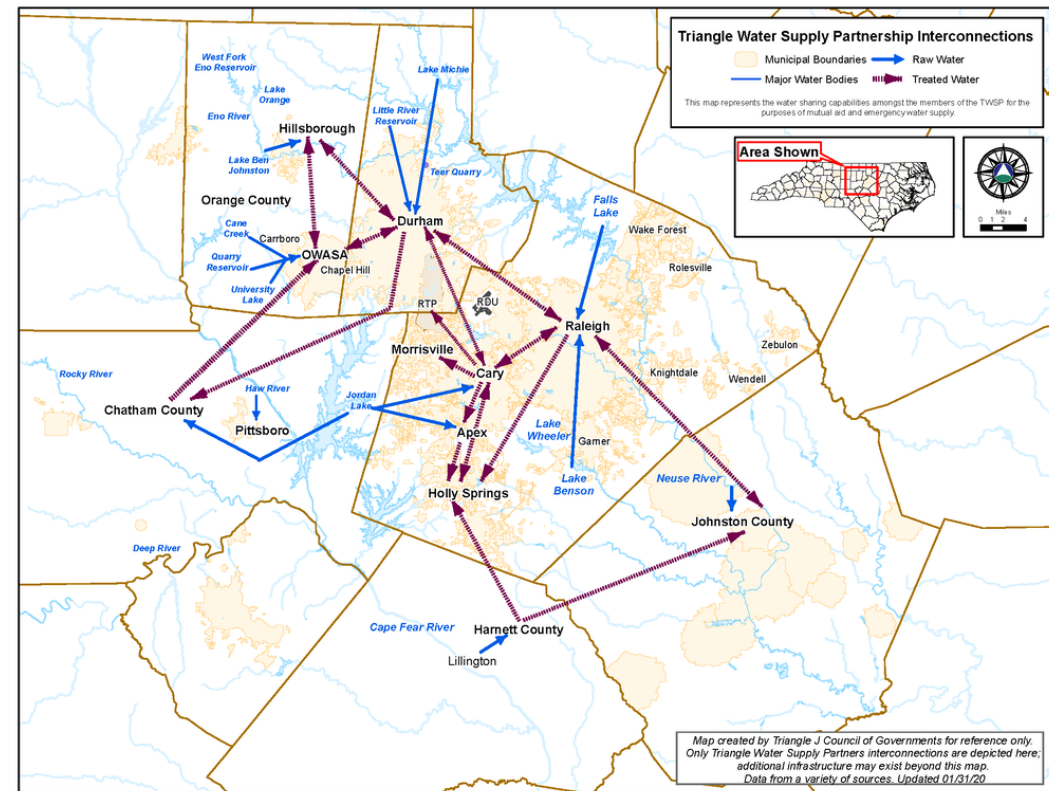 Triangle Water Supply Partnership Interconnections
Municipal Boundaries
Raw Water
Major Water Bodies
Treated Water
This map represents the water sharing capabilities amongst the members of the TWSP for the
purposes of mutual aid and emergency water supply.
Area Shown
Miles
0 1 2 4
West Fork
Eno Reservoir
Lake
Orange
Eno River
Hillsborough
Lake Ben
Johnston
Lake Michie
Little River
Reservoir
Teer Quarry
Orange County
Durham
Cane
Creek
Carrboro
OWASA
Quarry
Reservoir
Chapel Hill
University
Lake
Falls
Lake
Wake Forest
Rolesville
RTP
RDU
Raleigh
Morrisville
Zebulon
Cary
Knightdale
Wendell
Rocky River
Haw River
Jordan
Lake
Chatham County
Pittsboro
Apex
Lake
Wheeler
Garner
Holly Springs
Lake
Benson
Neuse River
Johnston County
Deep River
Cape Fear River
Harnett County
Lillington
Map created by Triangle J Council of Governments for reference only.
Only Triangle Water Supply Partners interconnections are depicted here;
additional infrastructure may exist beyond this map.
Data from a variety of sources. Updated 01/31/20